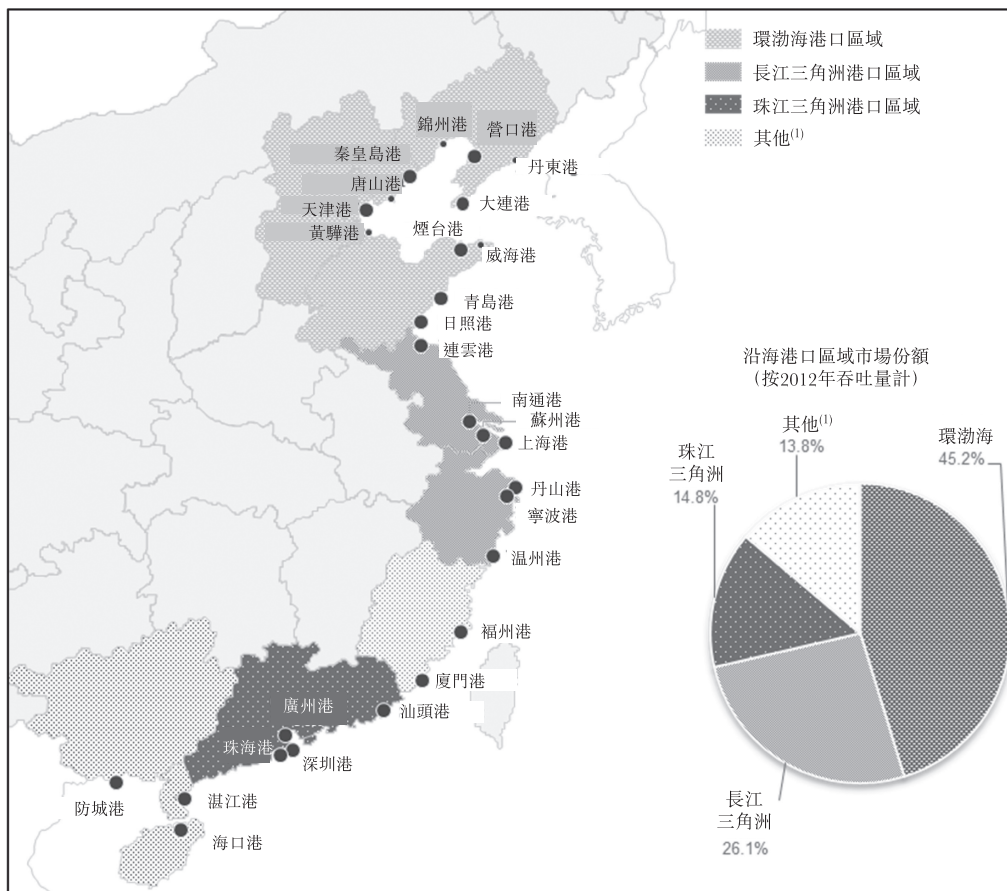 環渤海港口區域
長江三角洲港口區域
珠江三角洲港口區域
其他(1)
錦州港
營口港
秦皇島港
丹東港
唐山港
大連港
天津港
煙台港
黃驊港
威海港
青島港
日照港
連雲港
南通港
蘇州港
上海港
丹山港
寧波港
温州港
福州港
廈門港
廣州港
汕頭港
珠海港
深圳港
防城港
湛江港
海口港
沿海港口區域市場份額
(按2012年吞吐量計)
其他(1)
13.8%
環渤海
45.2%
珠江
三角洲
14.8%
長江
三角洲
26.1%